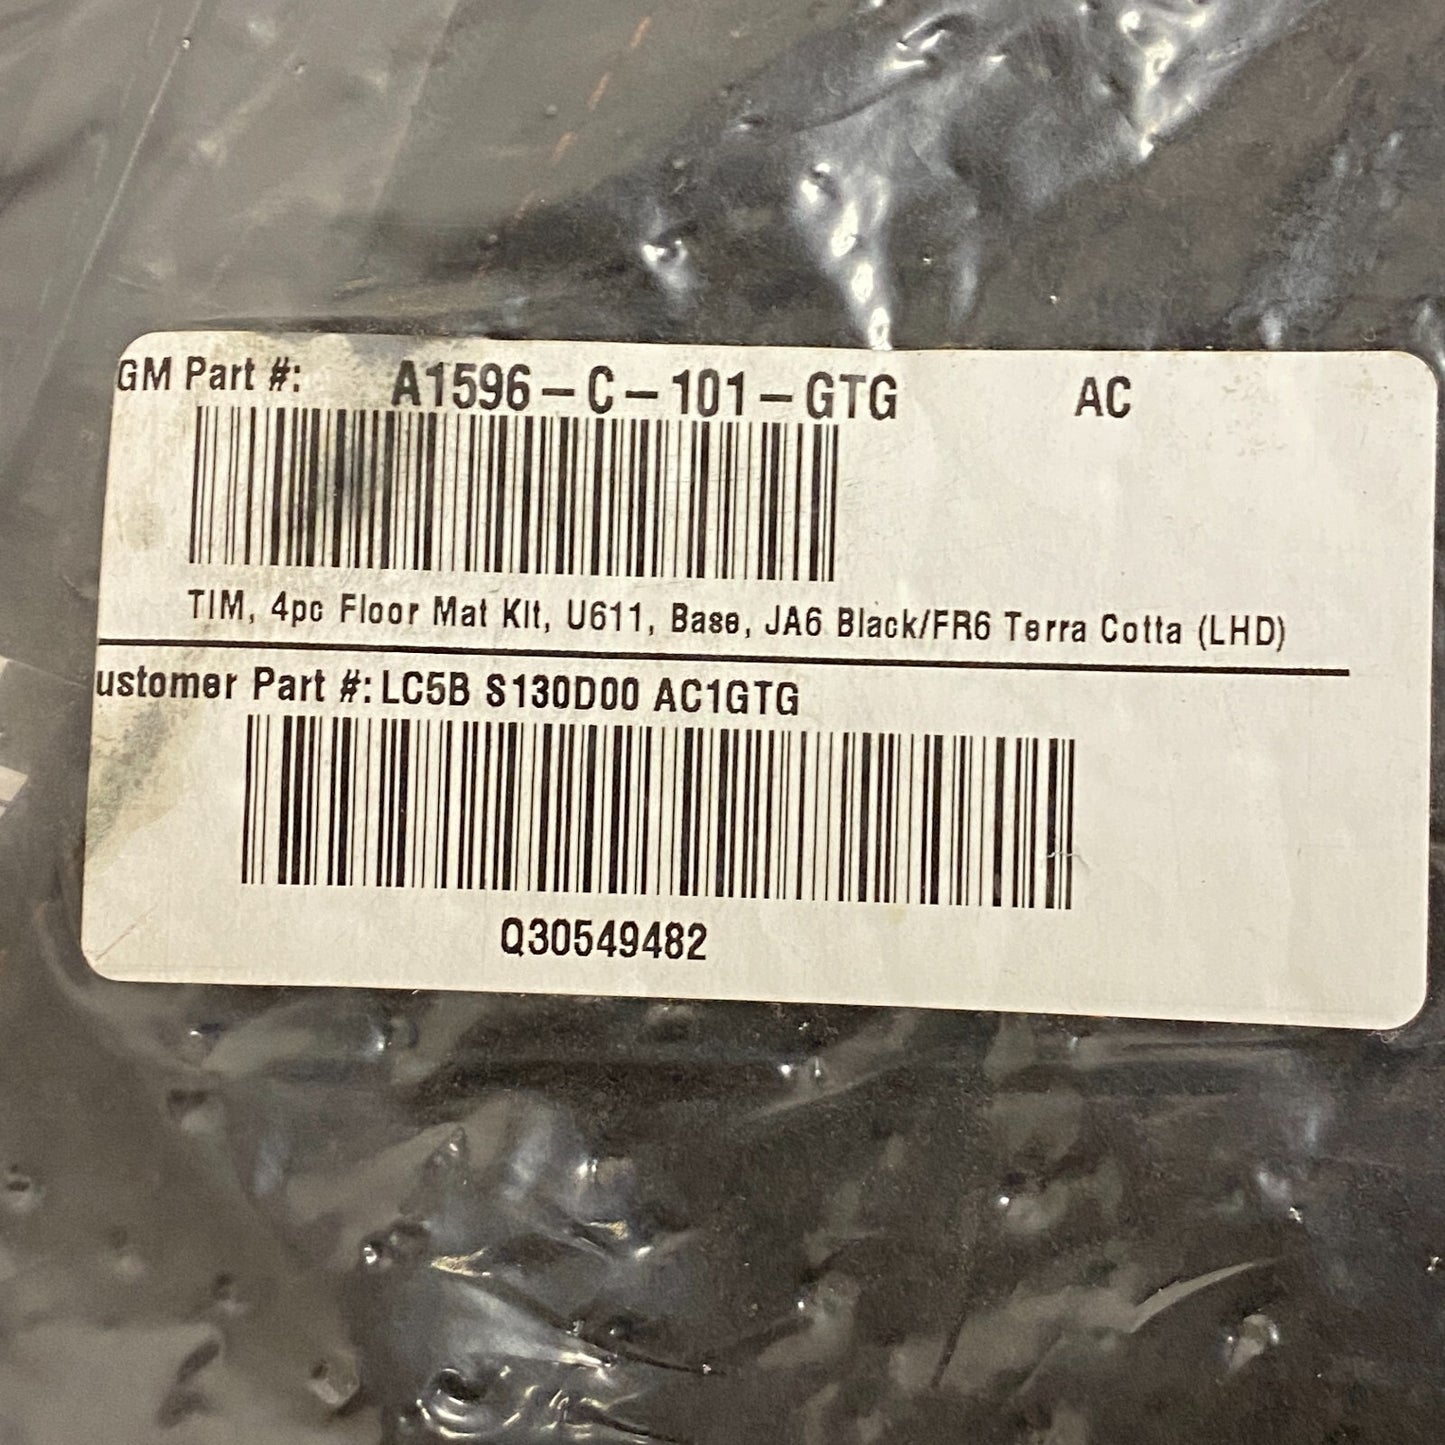 GM Part #: A1596-C-101-GTG AC
TIM, 4pc Floor Mat Kit, U611, Base, JA6 Black/FR6 Terra Cotta (LHD)
ustomer Part #: LC5B S130D00 AC1GTG
Q30549482